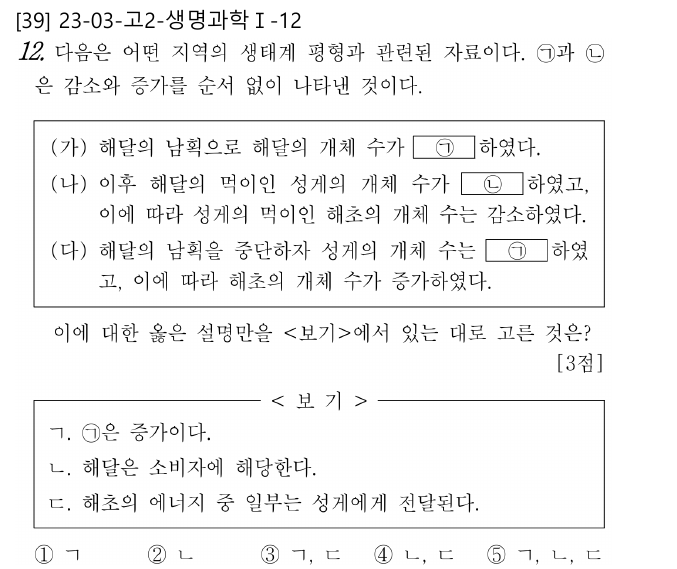 [39] 23-03-고2-생명과학Ⅰ-12
12. 다음은 어떤 지역의 생태계 평형과 관련된 자료이다. ㉠과 ㉡
은 감소와 증가를 순서 없이 나타낸 것이다.
(가) 해달의 남획으로 해달의 개체 수가 ㉠ 하였다.
(나) 이후 해달의 먹이인 성게의 개체 수가 ㉡ 하였고,
이에 따라 성게의 먹이인 해초의 개체 수는 감소하였다.
(다) 해달의 남획을 중단하자 성게의 개체 수는 ㉠ 하였
고, 이에 따라 해초의 개체 수가 증가하였다.
이에 대한 옳은 설명만을 <보기>에서 있는 대로 고른 것은?
[3점]
< 보 기 >
ㄱ. ㉠은 증가이다.
ㄴ. 해달은 소비자에 해당한다.
ㄷ. 해초의 에너지 중 일부는 성게에게 전달된다.
① ㄱ ② ㄴ ③ ㄱ, ㄷ ④ ㄴ, ㄷ ⑤ ㄱ, ㄴ, ㄷ